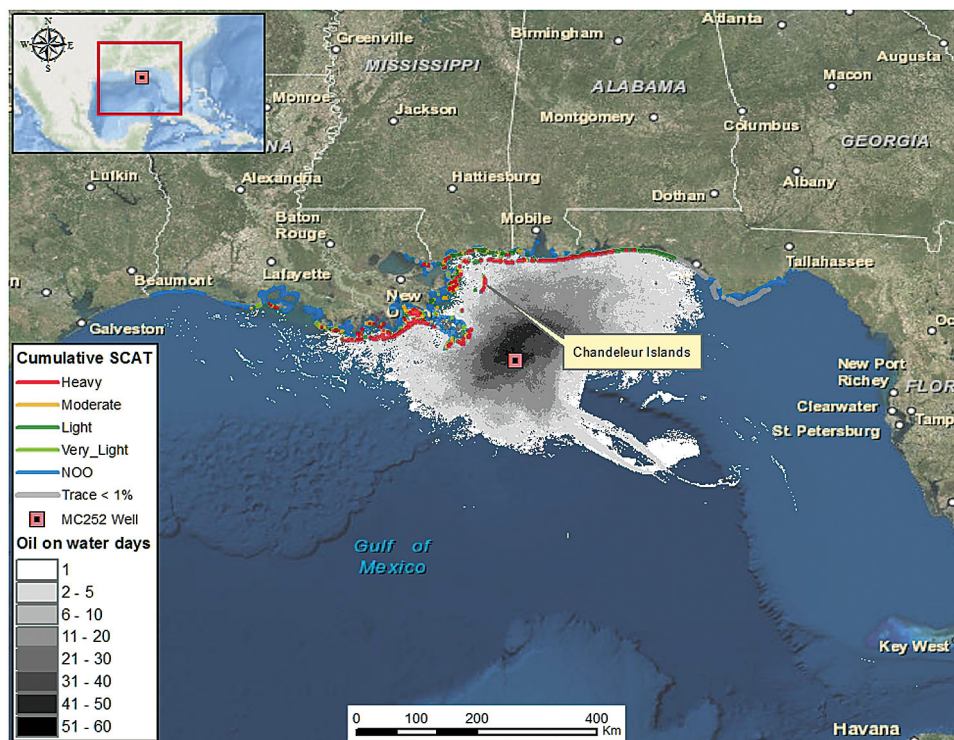 N
W E
S
Greenville
MISSISSIPPI
Birmingham
Atlanta
Augusta
Monroe
Jackson
ALABAMA
Montgomery
Macon
Columbus
GEORGIA
NA
Lufkin
Alexandria
Hattiesburg
Dothan
Albany
Baton
Rouge
Mobile
Beaumont
Lafayette
New
Tallahassee
Galveston
Chandeleur Islands
New Port
Richey
FLOR
Clearwater
Tamp
St. Petersburg
Gulf of
Mexico
Key West
Havana
Cumulative SCAT
Heavy
Moderate
Light
Very_Light
NOO
Trace < 1%
MC252 Well
Oil on water days
1
2 - 5
6 - 10
11 - 20
21 - 30
31 - 40
41 - 50
51 - 60
0 100 200 400
Km